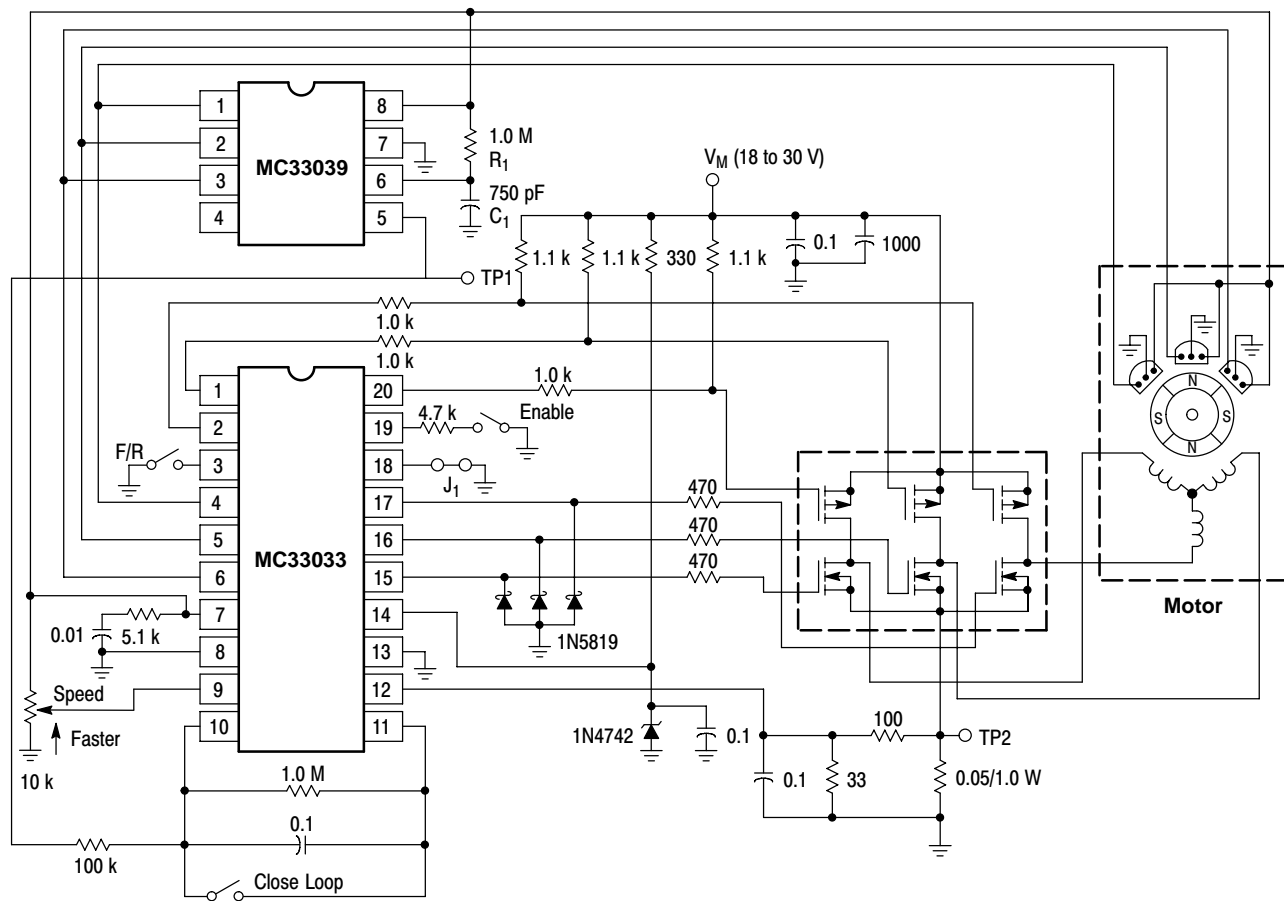 1
2
3
4
MC33039
8
7
6
5
1.0 M
R1
750 pF
C1
TP1
VM (18 to 30 V)
1.1 k
1.1 k
330
1.1 k
0.1
1000
1.0 k
1.0 k
1.0 k
4.7 k
Enable
F/R
J1
1
2
3
4
5
6
7
8
9
10
MC33033
20
19
18
17
16
15
14
13
12
11
470
470
470
1N5819
N
S
S
N
Motor
0.01
5.1 k
Speed
Faster
10 k
1N4742
0.1
100
TP2
0.1
33
0.05/1.0 W
1.0 M
0.1
100 k
Close Loop